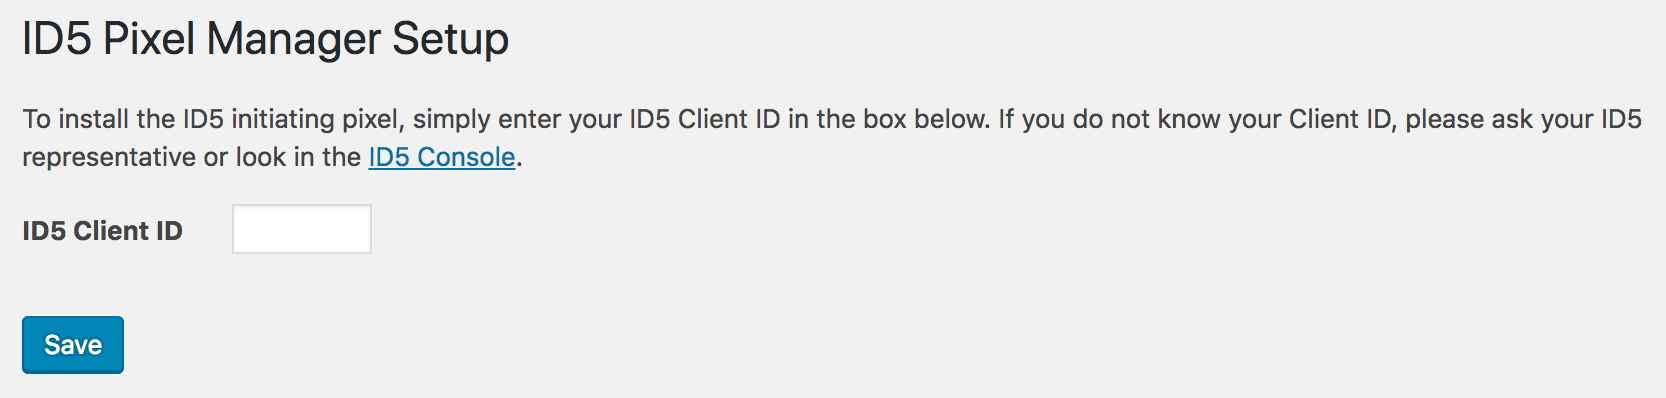 ID5 Pixel Manager Setup
To install the ID5 initiating pixel, simply enter your ID5 Client ID in the box below. If you do not know your Client ID, please ask your ID5
representative or look in the ID5 Console.
ID5 Client ID
Save